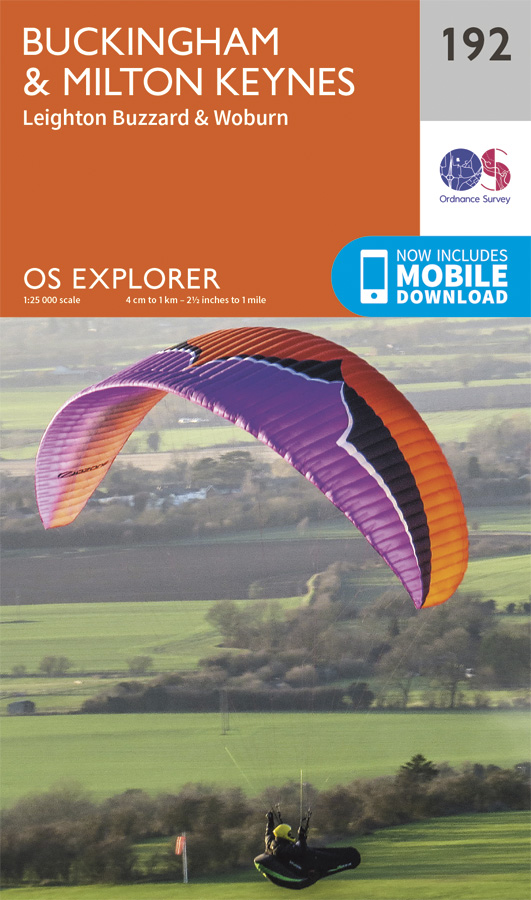 BUCKINGHAM
& MILTON KEYNES
Leighton Buzzard & Woburn
192
Ordnance Survey
NOW INCLUDES
MOBILE
DOWNLOAD
OS EXPLORER
1:25 000 scale 4 cm to 1 km – 2½ inches to 1 mile
OZONE